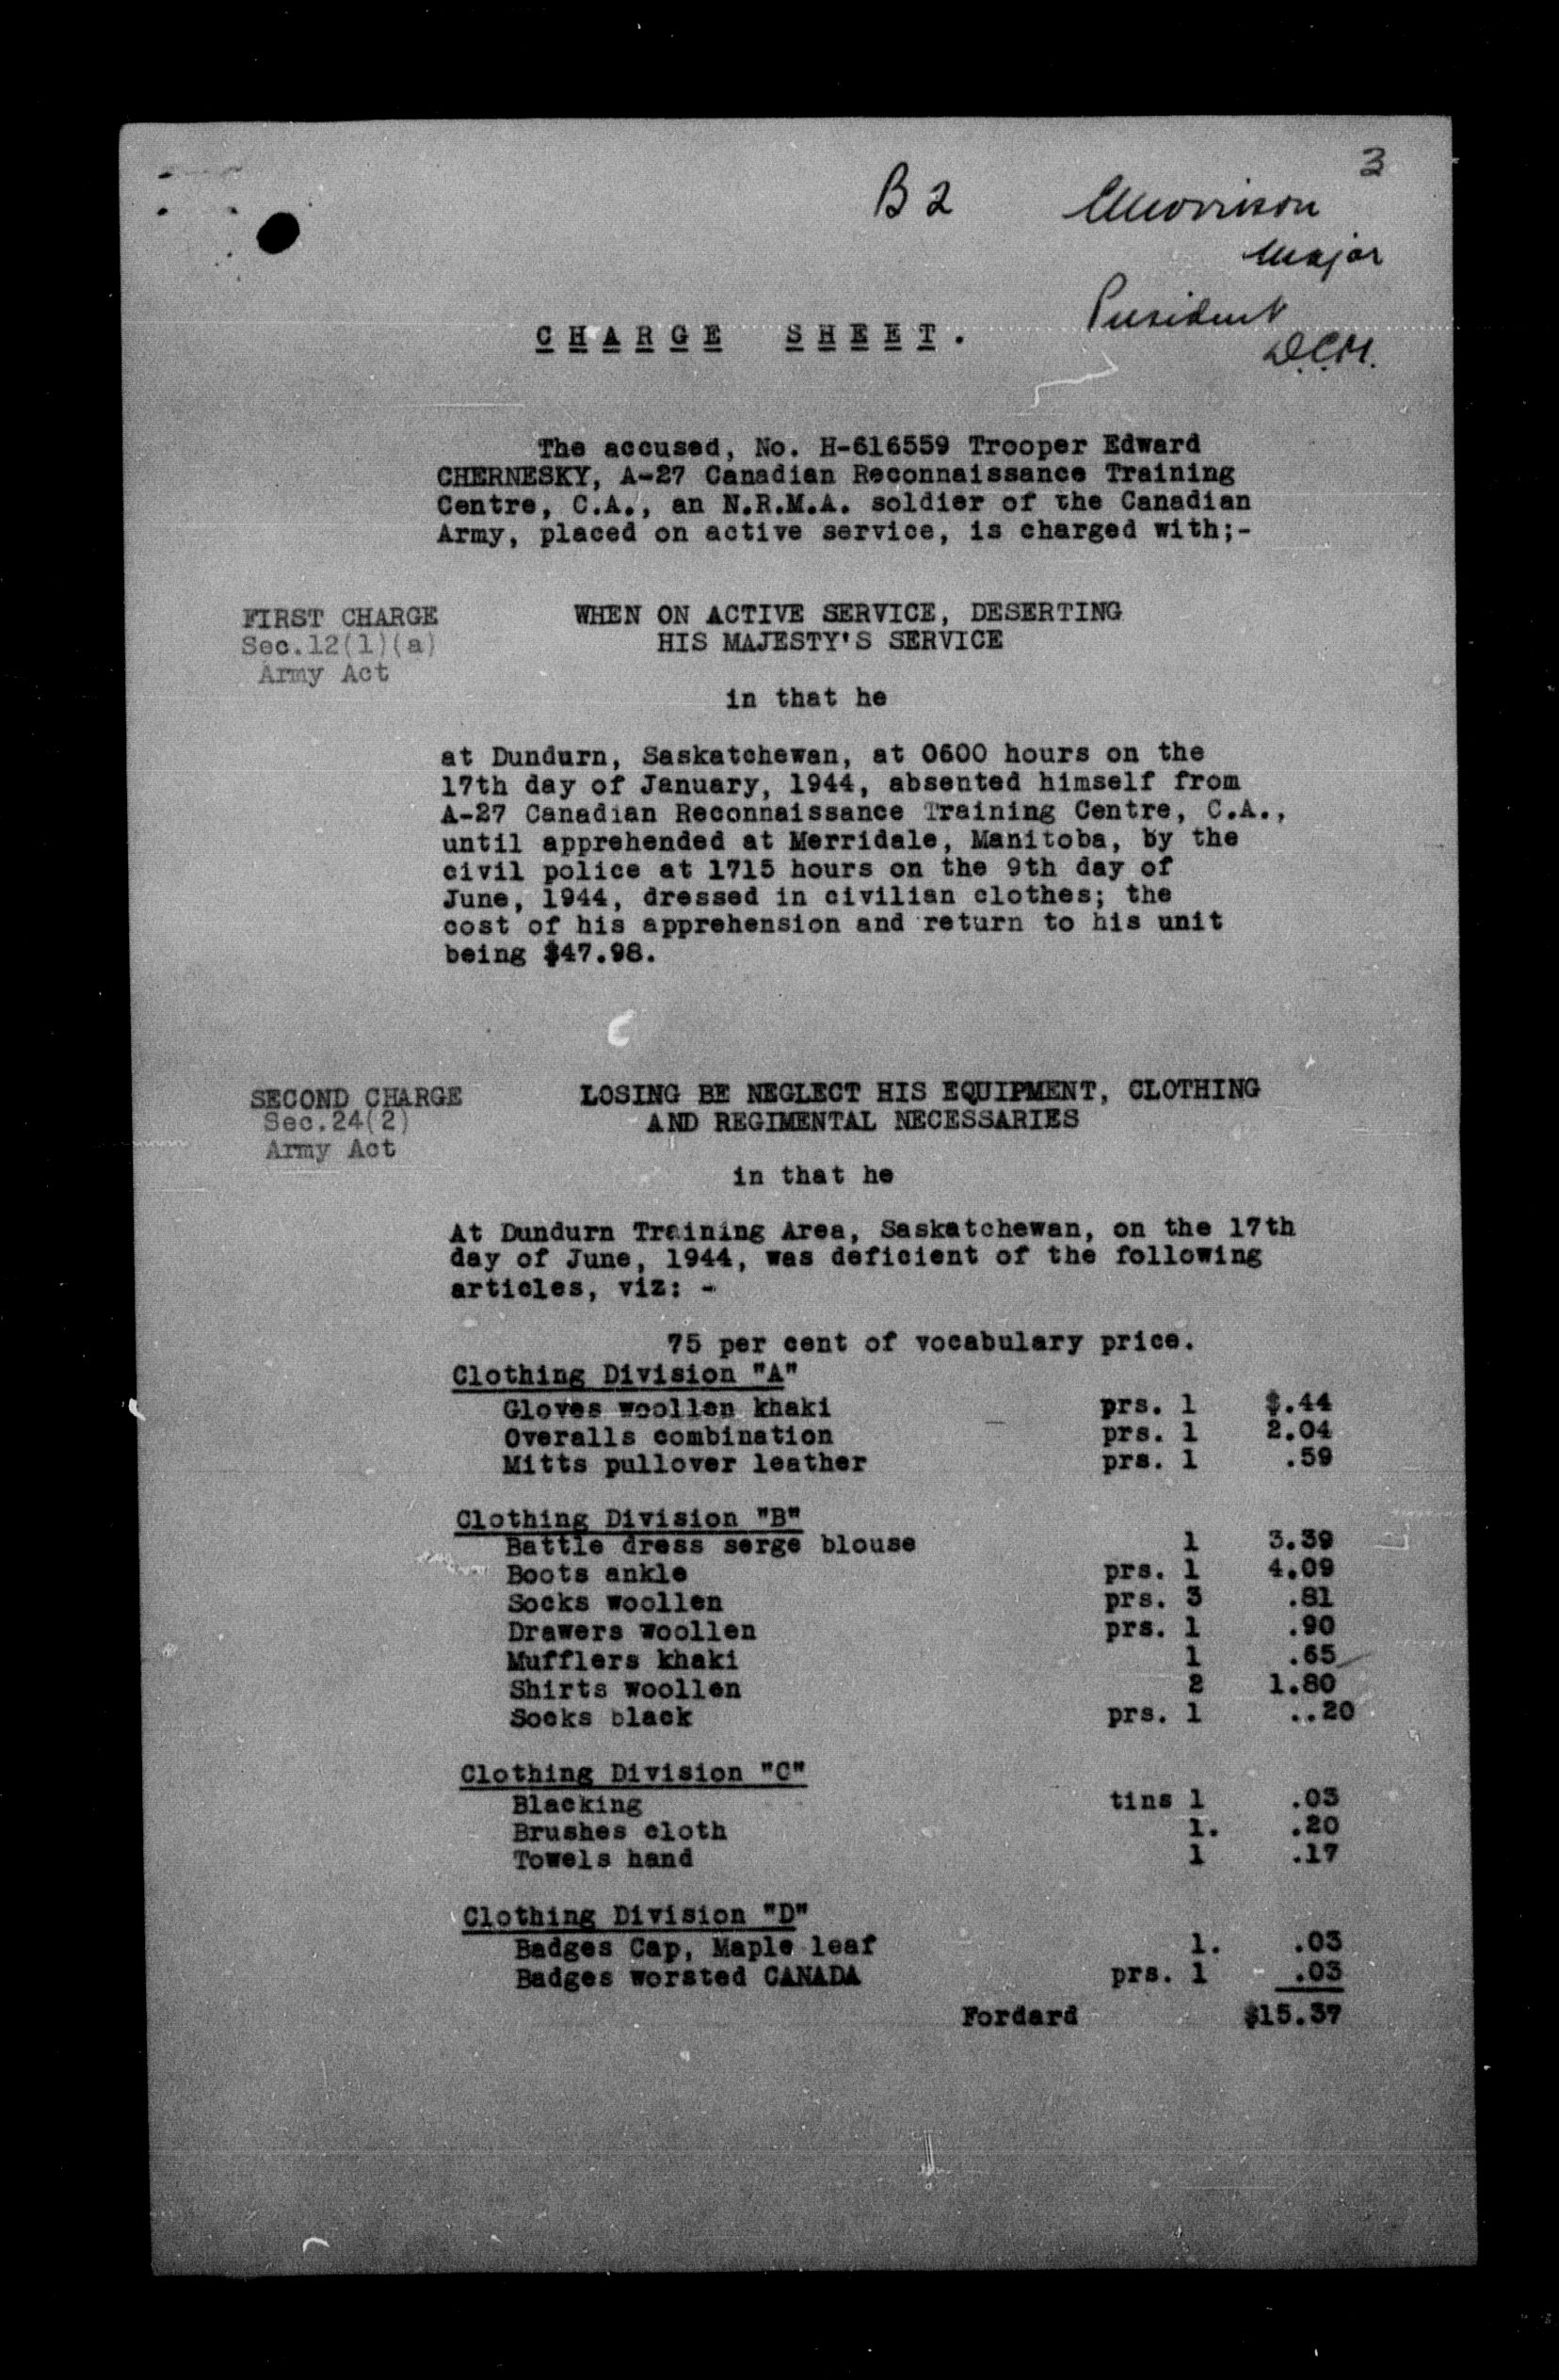 3
B 2
Morrison
Major
President
D.C.M.
CHARGE SHEET.
The accused, No. H-616559 Trooper Edward
CHERNESKY, A-27 Canadian Reconnaissance Training
Centre, C.A., an N.R.M.A. soldier of the Canadian
Army, placed on active service, is charged with;-
FIRST CHARGE
Sec.12(1)(a)
Army Act
WHEN ON ACTIVE SERVICE, DESERTING
HIS MAJESTY'S SERVICE
in that he
at Dundurn, Saskatchewan, at 0600 hours on the
17th day of January, 1944, absented himself from
A-27 Canadian Reconnaissance Training Centre, C.A.,
until apprehended at Merridale, Manitoba, by the
civil police at 1715 hours on the 9th day of
June, 1944, dressed in civilian clothes; the
cost of his apprehension and return to his unit
being $47.98.
SECOND CHARGE
Sec.24(2)
Army Act
LOSING BE NEGLECT HIS EQUIPMENT, CLOTHING
AND REGIMENTAL NECESSARIES
in that he
At Dundurn Training Area, Saskatchewan, on the 17th
day of June, 1944, was deficient of the following
articles, viz: -
75 per cent of vocabulary price.
Clothing Division "A"
Gloves woollen khaki prs. 1 $.44
Overalls combination prs. 1 2.04
Mitts pullover leather prs. 1 .59
Clothing Division "B"
Battle dress serge blouse 1 3.39
Boots ankle prs. 1 4.09
Socks woollen prs. 3 .81
Drawers woollen prs. 1 .90
Mufflers khaki 1 .65
Shirts woollen 2 1.80
Socks black prs. 1 ..20
Clothing Division "C"
Blacking tins 1 .03
Brushes cloth 1. .20
Towels hand 1 .17
Clothing Division "D"
Badges Cap, Maple leaf 1. .03
Badges worsted CANADA prs. 1 .03
Fordard $15.37